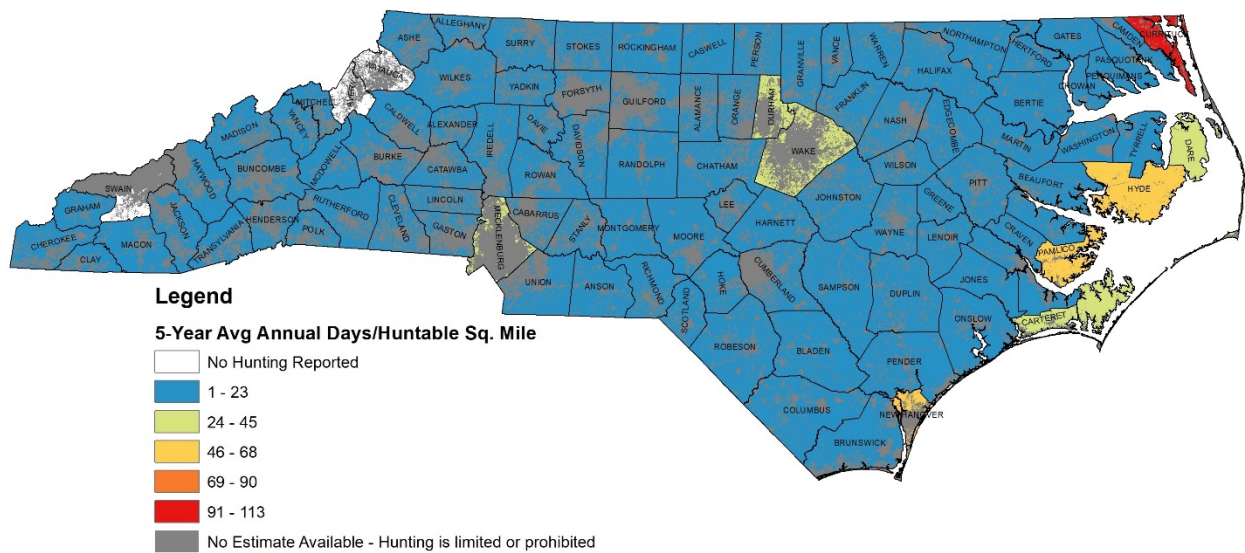 ALLEGHANY
ASHE
SURRY
STOKES
ROCKINGHAM
CASWELL
PERSON
GRANVILLE
VANCE
WARREN
NORTHAMPTON
HERTFORD
GATES
CAMDEN
CURRITUCK
PASQUOTANK
PERQUIMANS
CHOWAN
WATAUGA
WILKES
YADKIN
FORSYTH
GUILFORD
ALAMANCE
ORANGE
DURHAM
FRANKLIN
HALIFAX
BERTIE
MITCHELL
AVERY
YANCEY
CALDWELL
ALEXANDER
IREDELL
DAVIE
DAVIDSON
RANDOLPH
CHATHAM
WAKE
NASH
EDGECOMBE
MARTIN
WASHINGTON
TYRRELL
DARE
MADISON
BUNCOMBE
MCDOWELL
BURKE
CATAWBA
ROWAN
WILSON
PITT
BEAUFORT
HYDE
SWAIN
HAYWOOD
GRAHAM
JACKSON
HENDERSON
RUTHERFORD
LINCOLN
CABARRUS
STANLY
MONTGOMERY
MOORE
LEE
HARNETT
JOHNSTON
GREENE
WAYNE
LENOIR
CRAVEN
PAMLICO
CHEROKEE
CLAY
MACON
TRANSYLVANIA
POLK
CLEVELAND
GASTON
MECKLENBURG
UNION
ANSON
RICHMOND
SCOTLAND
HOKE
CUMBERLAND
SAMPSON
DUPLIN
JONES
ONSLOW
CARTERET
ROBESON
BLADEN
PENDER
COLUMBUS
NEW HANOVER
BRUNSWICK
Legend
5-Year Avg Annual Days/Huntable Sq. Mile
No Hunting Reported
1 - 23
24 - 45
46 - 68
69 - 90
91 - 113
No Estimate Available - Hunting is limited or prohibited